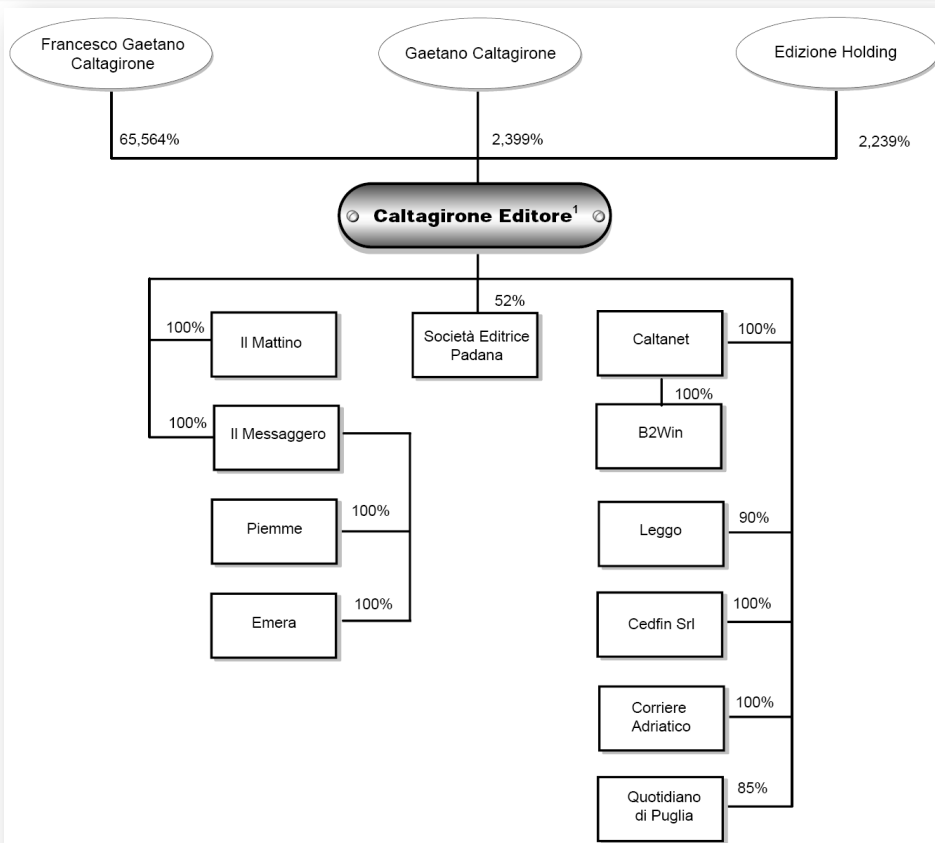 Francesco Gaetano
Caltagirone
Gaetano Caltagirone
Edizione Holding
65,564%
2,399%
2,239%
Caltagirone Editore1
52%
100%
Il Mattino
Società Editrice
Padana
Caltanet
100%
100%
100%
Il Messaggero
B2Win
100%
Piemme
Leggo
90%
100%
Emera
Cedfin Srl
100%
Corriere
Adriatico
100%
Quotidiano
di Puglia
85%